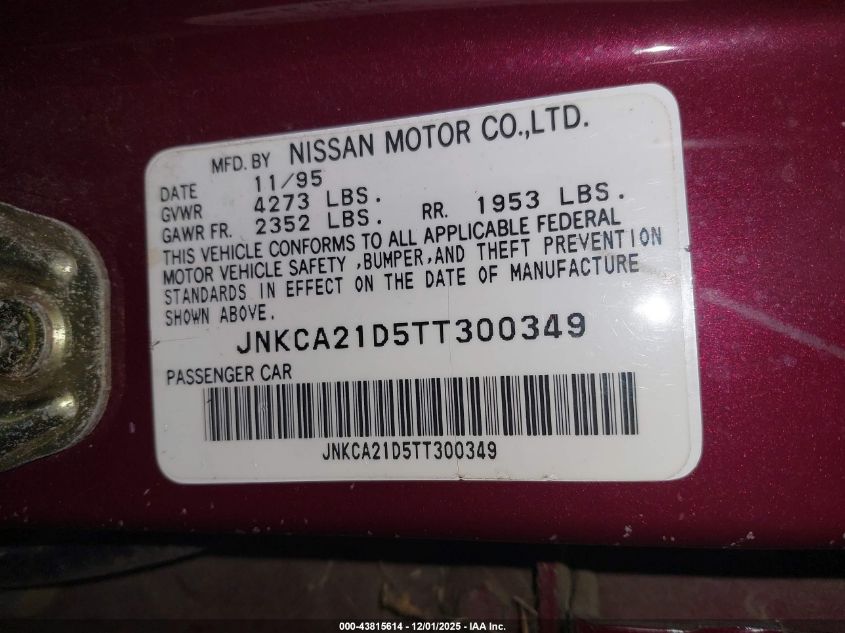 MFD. BY NISSAN MOTOR CO.,LTD.
DATE 11/95
GVWR 4273 LBS.
GAWR FR. 2352 LBS. RR. 1953 LBS.
THIS VEHICLE CONFORMS TO ALL APPLICABLE FEDERAL
MOTOR VEHICLE SAFETY ,BUMPER,AND THEFT PREVENTION
STANDARDS IN EFFECT ON THE DATE OF MANUFACTURE
SHOWN ABOVE.
JNKCA21D5TT300349
PASSENGER CAR
JNKCA21D5TT300349
000-43815614 - 12/01/2025 - IAA Inc.